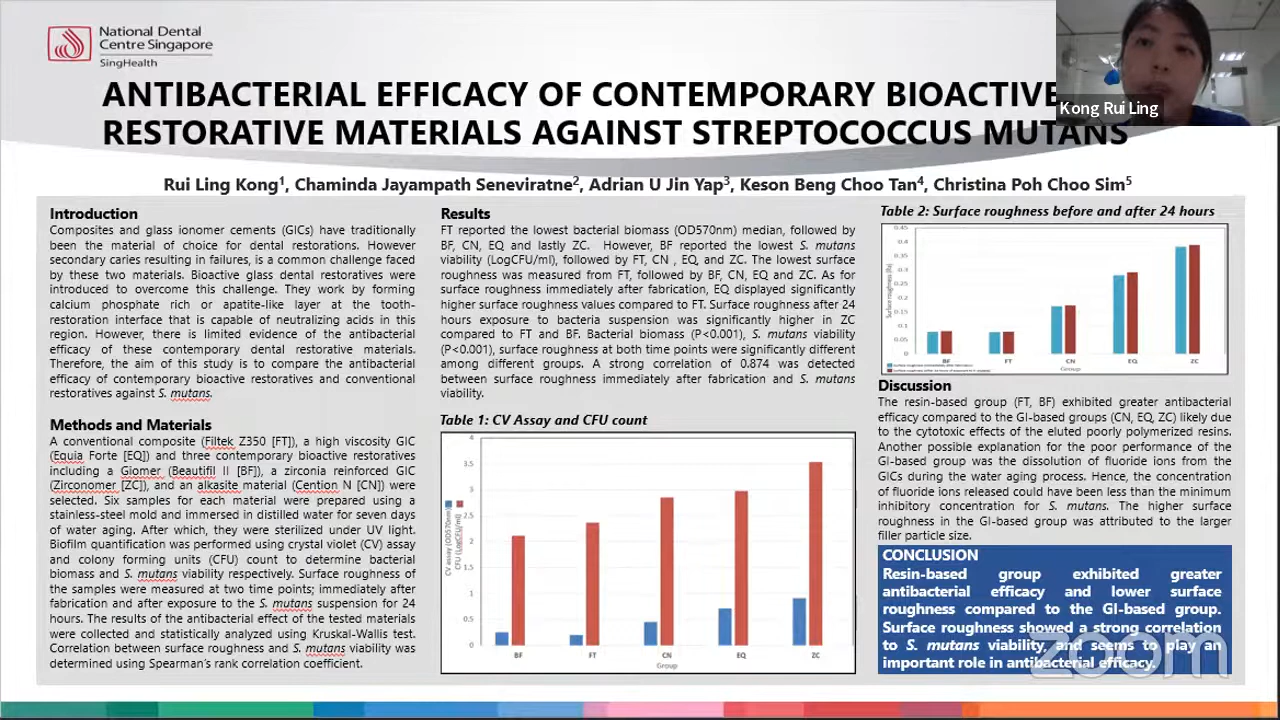 National Dental
Centre Singapore
SingHealth
Kong Rui Ling
ANTIBACTERIAL EFFICACY OF CONTEMPORARY BIOACTIVE
RESTORATIVE MATERIALS AGAINST STREPTOCOCCUS MUTANS
Rui Ling Kong1, Chaminda Jayampath Seneviratne2, Adrian U Jin Yap3, Keson Beng Choo Tan4, Christina Poh Choo Sim5
Introduction
Composites and glass ionomer cements (GICs) have traditionally
been the material of choice for dental restorations. However
secondary caries resulting in failures, is a common challenge faced
by these two materials. Bioactive glass dental restoratives were
introduced to overcome this challenge. They work by forming
calcium phosphate rich or apatite-like layer at the tooth-
restoration interface that is capable of neutralizing acids in this
region. However, there is limited evidence of the antibacterial
efficacy of these contemporary dental restorative materials.
Therefore, the aim of this study is to compare the antibacterial
efficacy of contemporary bioactive restoratives and conventional
restoratives against S. mutans.
Methods and Materials
A conventional composite (Filtek Z350 [FT]), a high viscosity GIC
(Equia Forte [EQ]) and three contemporary bioactive restoratives
including a Giomer (Beautifil II [BF]), a zirconia reinforced GIC
(Zirconomer [ZC]), and an alkasite material (Cention N [CN]) were
selected. Six samples for each material were prepared using a
stainless-steel mold and immersed in distilled water for seven days
of water aging. After which, they were sterilized under UV light.
Biofilm quantification was performed using crystal violet (CV) assay
and colony forming units (CFU) count to determine bacterial
biomass and S. mutans viability respectively. Surface roughness of
the samples were measured at two time points; immediately after
fabrication and after exposure to the S. mutans suspension for 24
hours. The results of the antibacterial effect of the tested materials
were collected and statistically analyzed using Kruskal-Wallis test.
Correlation between surface roughness and S. mutans viability was
determined using Spearman's rank correlation coefficient.
Results
FT reported the lowest bacterial biomass (OD570nm) median, followed by
BF, CN, EQ and lastly ZC. However, BF reported the lowest S. mutans
viability (LogCFU/ml), followed by FT, CN , EQ, and ZC. The lowest surface
roughness was measured from FT, followed by BF, CN, EQ and ZC. As for
surface roughness immediately after fabrication, EQ displayed significantly
higher surface roughness values compared to FT. Surface roughness after 24
hours exposure to bacteria suspension was significantly higher in ZC
compared to FT and BF. Bacterial biomass (P<0.001), S. mutans viability
(P<0.001), surface roughness at both time points were significantly different
among different groups. A strong correlation of 0.874 was detected
between surface roughness immediately after fabrication and S. mutans
viability.
Table 1: CV Assay and CFU count
4
3.5
3
2.5
2
1.5
1
0.5
0
CV assay (OD570nm)
CFU (LogCFU/ml)
BF FT CN EQ ZC
Group
Table 2: Surface roughness before and after 24 hours
0.45
0.4
0.35
0.3
0.25
0.2
0.15
0.1
0.05
0
Surface roughness (Ra)
BF FT CN EQ ZC
Group
Discussion
The resin-based group (FT, BF) exhibited greater antibacterial
efficacy compared to the GI-based groups (CN, EQ, ZC) likely due
to the cytotoxic effects of the eluted poorly polymerized resins.
Another possible explanation for the poor performance of the
GI-based group was the dissolution of fluoride ions from the
GICs during the water aging process. Hence, the concentration
of fluoride ions released could have been less than the minimum
inhibitory concentration for S. mutans. The higher surface
roughness in the GI-based group was attributed to the larger
filler particle size.
CONCLUSION
Resin-based group exhibited greater
antibacterial efficacy and lower surface
roughness compared to the GI-based group.
Surface roughness showed a strong correlation
to S. mutans viability, and seems to play an
important role in antibacterial efficacy.
zoom